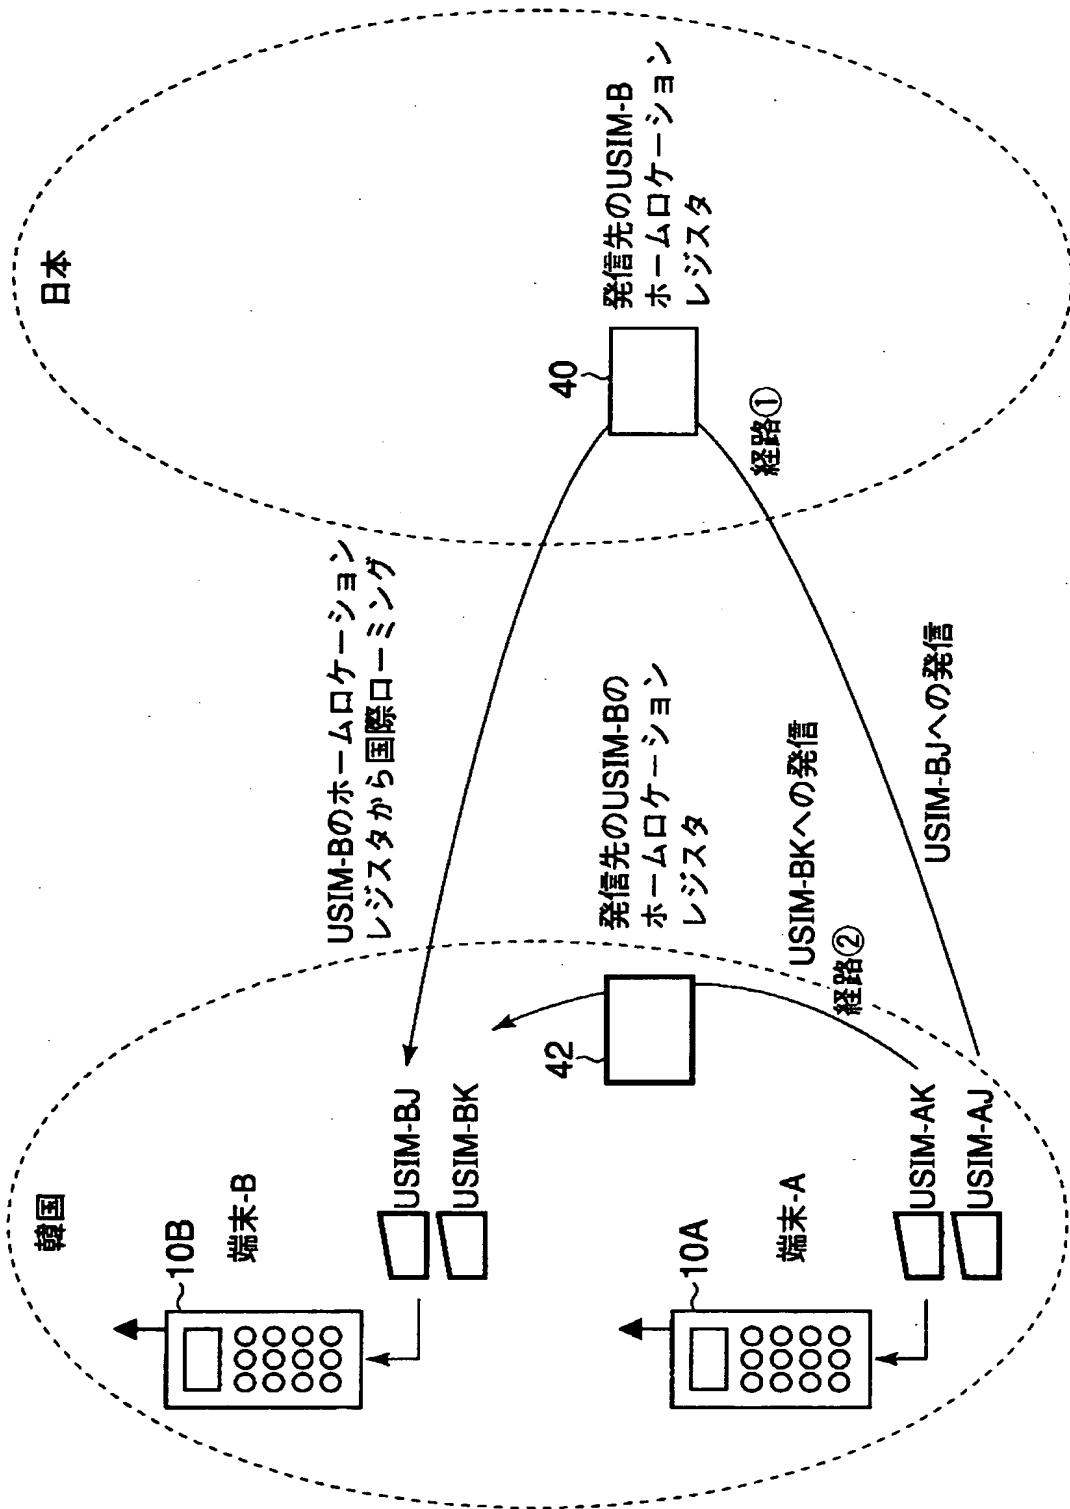 韓国
日本
10B
端末-B
USIM-BJ
USIM-BK
USIM-Bのホームロケーション
レジスタから国際ローミング
40
発信先のUSIM-B
ホームロケーション
レジスタ
42
発信先のUSIM-Bの
ホームロケーション
レジスタ
10A
端末-A
USIM-AK
USIM-AJ
USIM-BKへの発信
経路②
経路①
USIM-BJへの発信